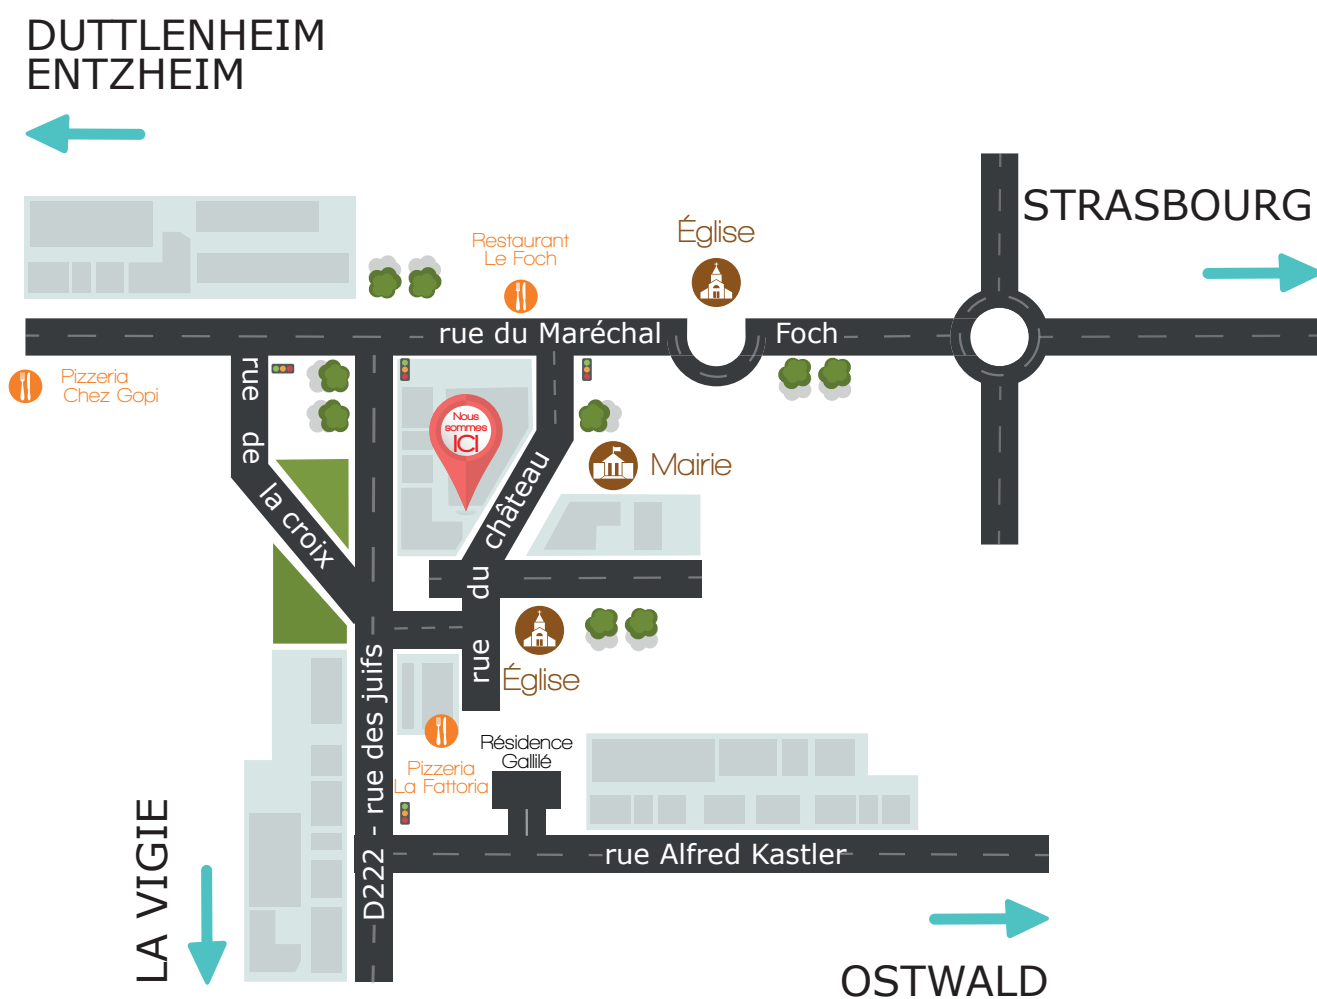 DUTTLENHEIM
ENTZHEIM
STRASBOURG
Église
Restaurant
Le Foch
rue du Maréchal
Foch
Pizzeria
Chez Gopi
rue de
la croix
Nous
sommes
ICI
Mairie
rue du château
Église
D222 - rue des juifs
Pizzeria
La Fattoria
Résidence
Gallilé
rue Alfred Kastler
LA VIGIE
OSTWALD